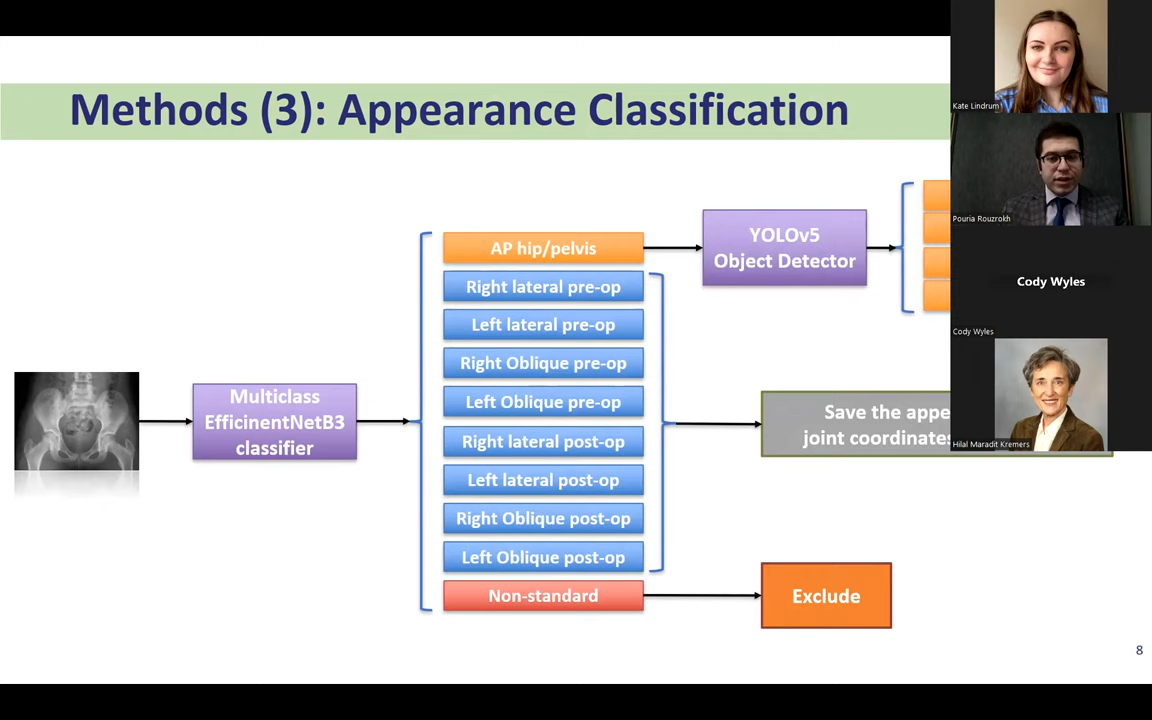 Methods (3): Appearance Classification
AP hip/pelvis
Right lateral pre-op
Left lateral pre-op
Right Oblique pre-op
Left Oblique pre-op
Right lateral post-op
Left lateral post-op
Right Oblique post-op
Left Oblique post-op
Non-standard
Multiclass
EfficinentNetB3
classifier
YOLOv5
Object Detector
Save the appe
joint coordinates
Exclude
8
Kate Lindrum
Pouria Rouzrokh
Cody Wyles
Cody Wyles
Hilal Maradit Kremers